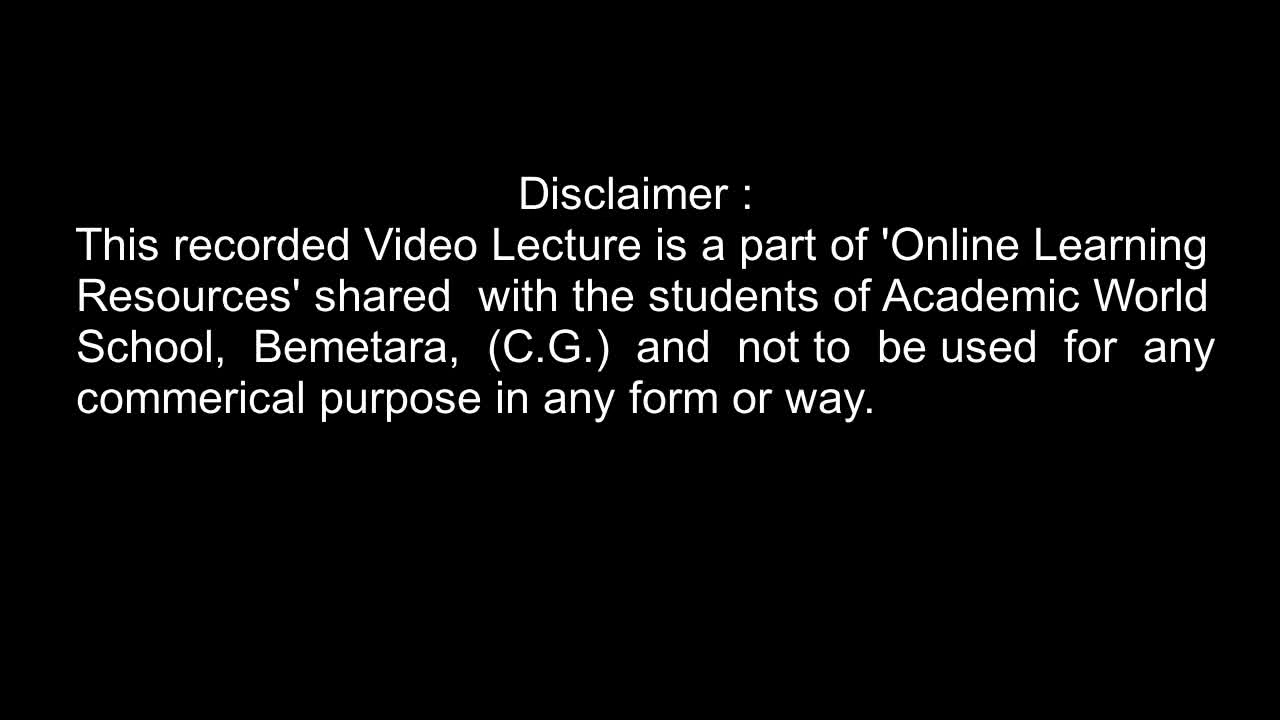 Disclaimer :
This recorded Video Lecture is a part of 'Online Learning
Resources' shared  with the students of Academic World
School,  Bemetara,  (C.G.)  and  not to  be used  for  any
commerical purpose in any form or way.